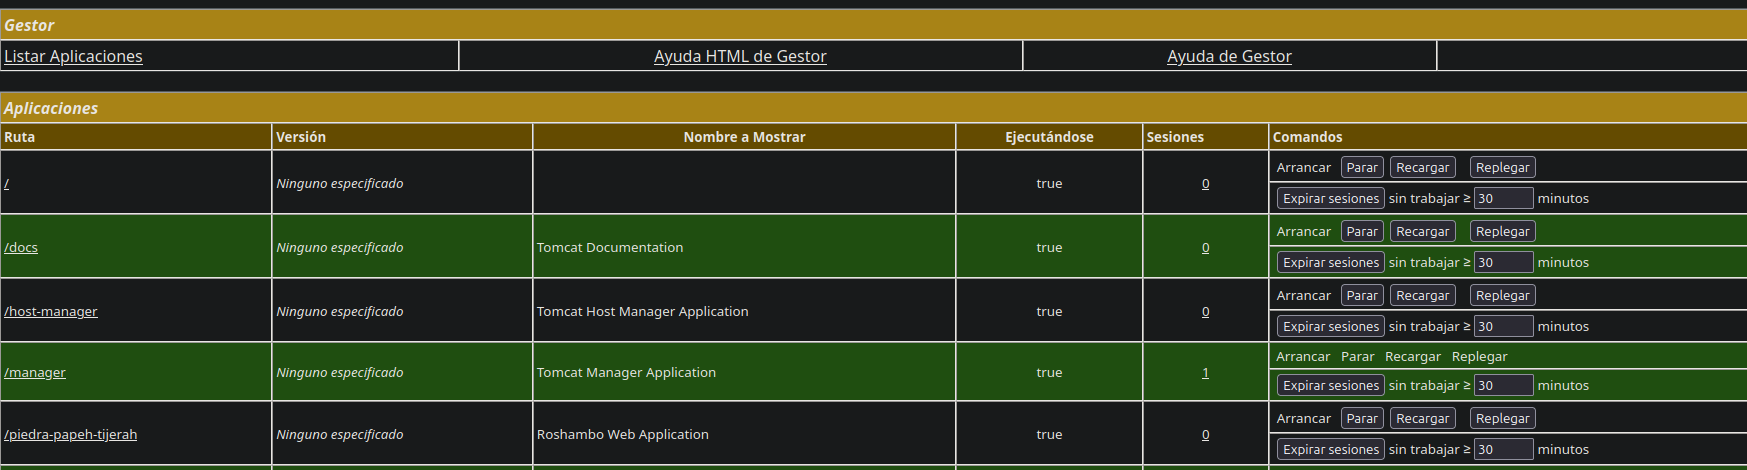 Gestor
Listar Aplicaciones Ayuda HTML de Gestor Ayuda de Gestor
Aplicaciones
Ruta Versión Nombre a Mostrar Ejecutándose Sesiones Comandos
/ Ninguno especificado true 0 Arrancar Parar Recargar Replegar
Expirar sesiones sin trabajar ≥ 30 minutos
/docs Ninguno especificado Tomcat Documentation true 0 Arrancar Parar Recargar Replegar
Expirar sesiones sin trabajar ≥ 30 minutos
/host-manager Ninguno especificado Tomcat Host Manager Application true 0 Arrancar Parar Recargar Replegar
Expirar sesiones sin trabajar ≥ 30 minutos
/manager Ninguno especificado Tomcat Manager Application true 1 Arrancar Parar Recargar Replegar
Expirar sesiones sin trabajar ≥ 30 minutos
/piedra-papeh-tijerah Ninguno especificado Roshambo Web Application true 0 Arrancar Parar Recargar Replegar
Expirar sesiones sin trabajar ≥ 30 minutos